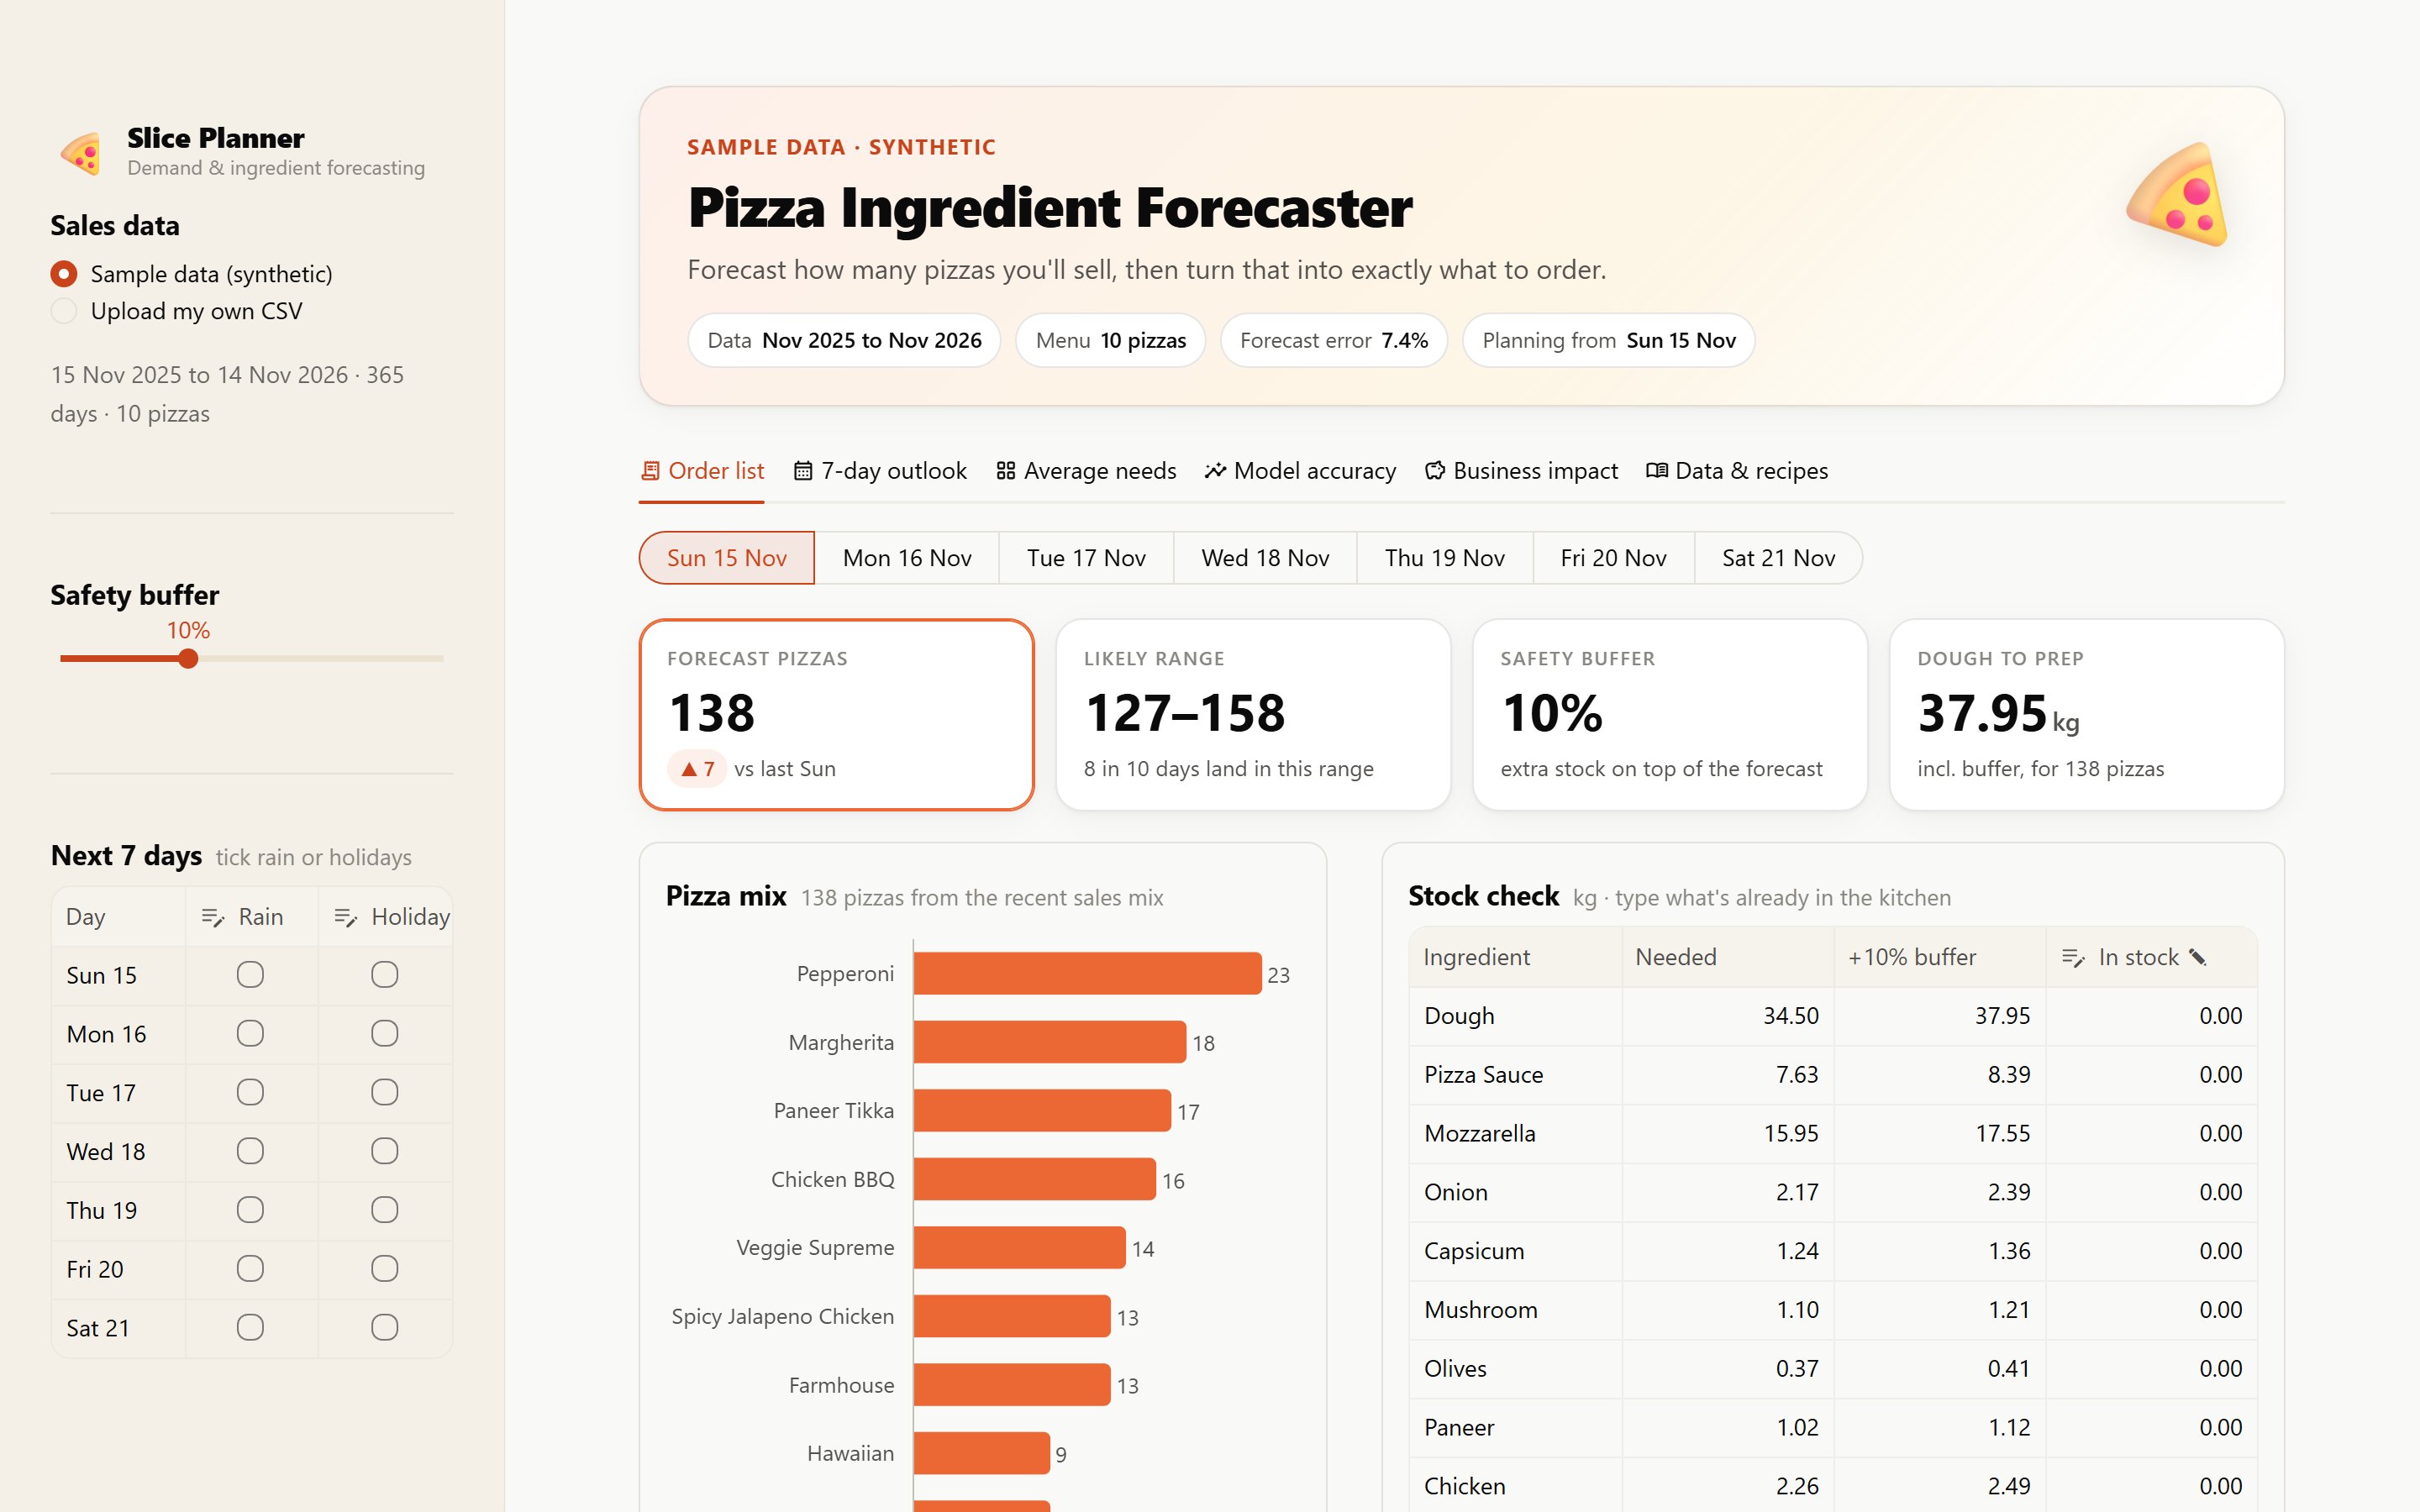 Slice Planner
Demand & ingredient forecasting
Sales data
Sample data (synthetic)
Upload my own CSV
15 Nov 2025 to 14 Nov 2026 · 365
days · 10 pizzas
Safety buffer
10%
Next 7 days tick rain or holidays
Day Rain Holiday
Sun 15
Mon 16
Tue 17
Wed 18
Thu 19
Fri 20
Sat 21
SAMPLE DATA · SYNTHETIC
Pizza Ingredient Forecaster
Forecast how many pizzas you'll sell, then turn that into exactly what to order.
Data Nov 2025 to Nov 2026 Menu 10 pizzas Forecast error 7.4% Planning from Sun 15 Nov
Order list 7-day outlook Average needs Model accuracy Business impact Data & recipes
Sun 15 Nov Mon 16 Nov Tue 17 Nov Wed 18 Nov Thu 19 Nov Fri 20 Nov Sat 21 Nov
FORECAST PIZZAS
138
▲ 7 vs last Sun
LIKELY RANGE
127–158
8 in 10 days land in this range
SAFETY BUFFER
10%
extra stock on top of the forecast
DOUGH TO PREP
37.95 kg
incl. buffer, for 138 pizzas
Pizza mix 138 pizzas from the recent sales mix
Pepperoni 23
Margherita 18
Paneer Tikka 17
Chicken BBQ 16
Veggie Supreme 14
Spicy Jalapeno Chicken 13
Farmhouse 13
Hawaiian 9
Stock check kg · type what's already in the kitchen
Ingredient Needed +10% buffer In stock
Dough 34.50 37.95 0.00
Pizza Sauce 7.63 8.39 0.00
Mozzarella 15.95 17.55 0.00
Onion 2.17 2.39 0.00
Capsicum 1.24 1.36 0.00
Mushroom 1.10 1.21 0.00
Olives 0.37 0.41 0.00
Paneer 1.02 1.12 0.00
Chicken 2.26 2.49 0.00